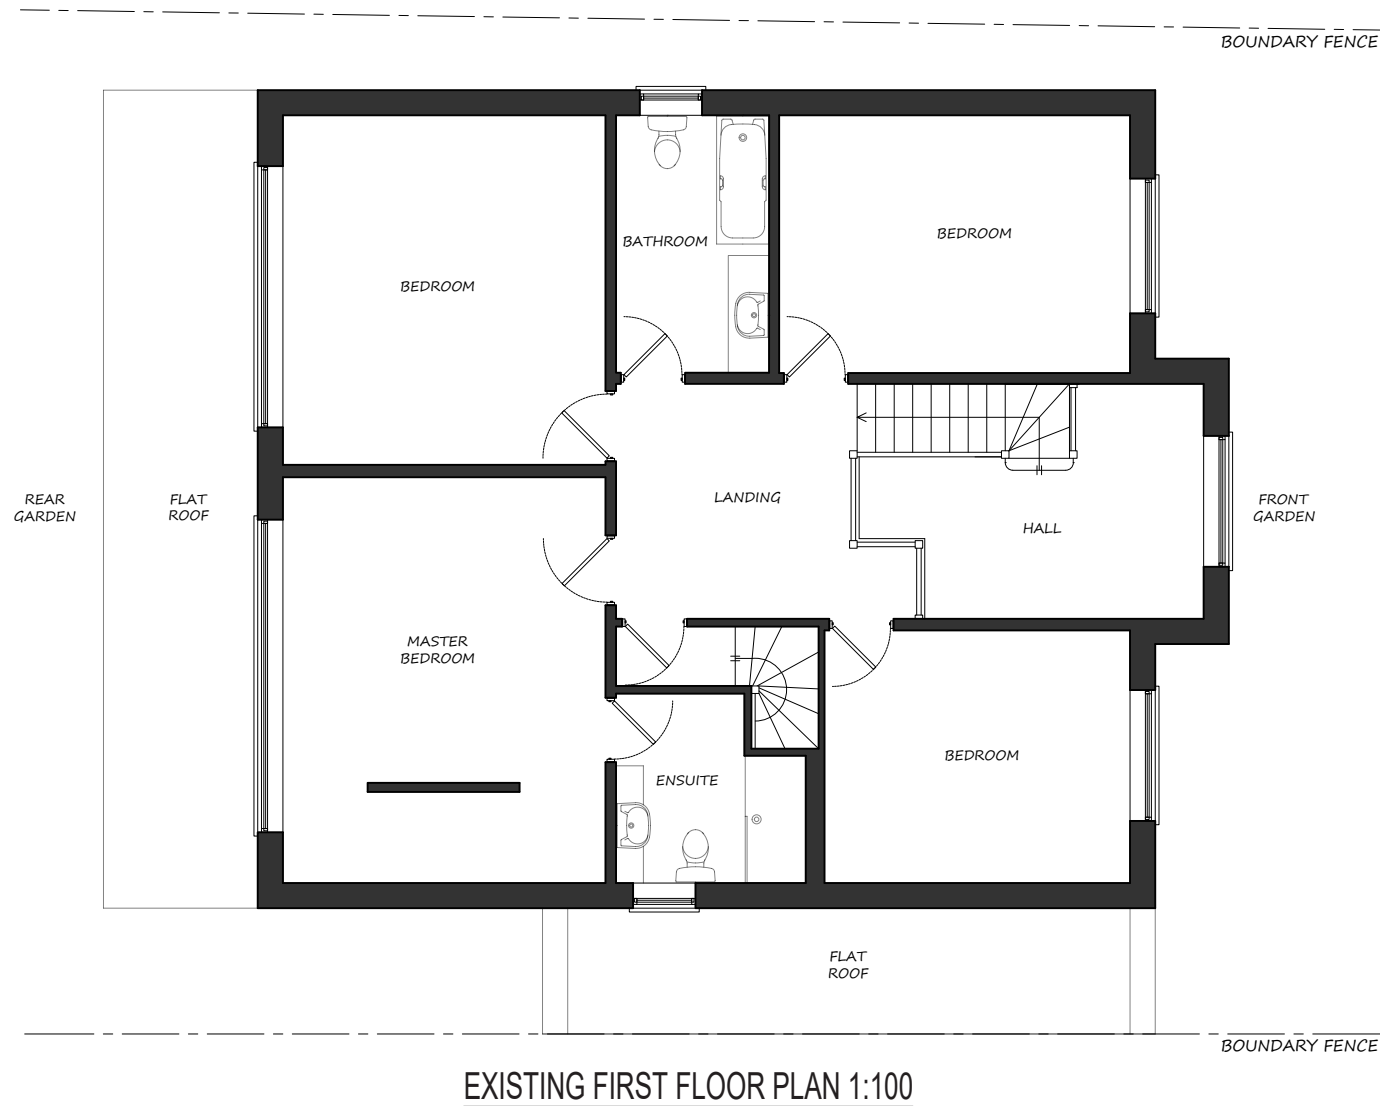 BOUNDARY FENCE
BEDROOM
BATHROOM
BEDROOM
REAR
GARDEN
FLAT
ROOF
LANDING
HALL
FRONT
GARDEN
MASTER
BEDROOM
ENSUITE
BEDROOM
FLAT
ROOF
BOUNDARY FENCE
EXISTING FIRST FLOOR PLAN 1:100